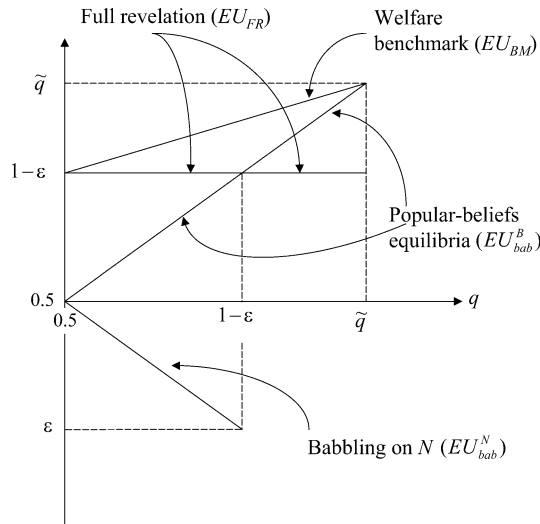 Full revelation (EU_FR)
Welfare
benchmark (EU_BM)
q̃
1−ε
Popular-beliefs
equilibria (EU^B_bab)
0.5
0.5
1−ε
q̃
q
ε
Babbling on N (EU^N_bab)